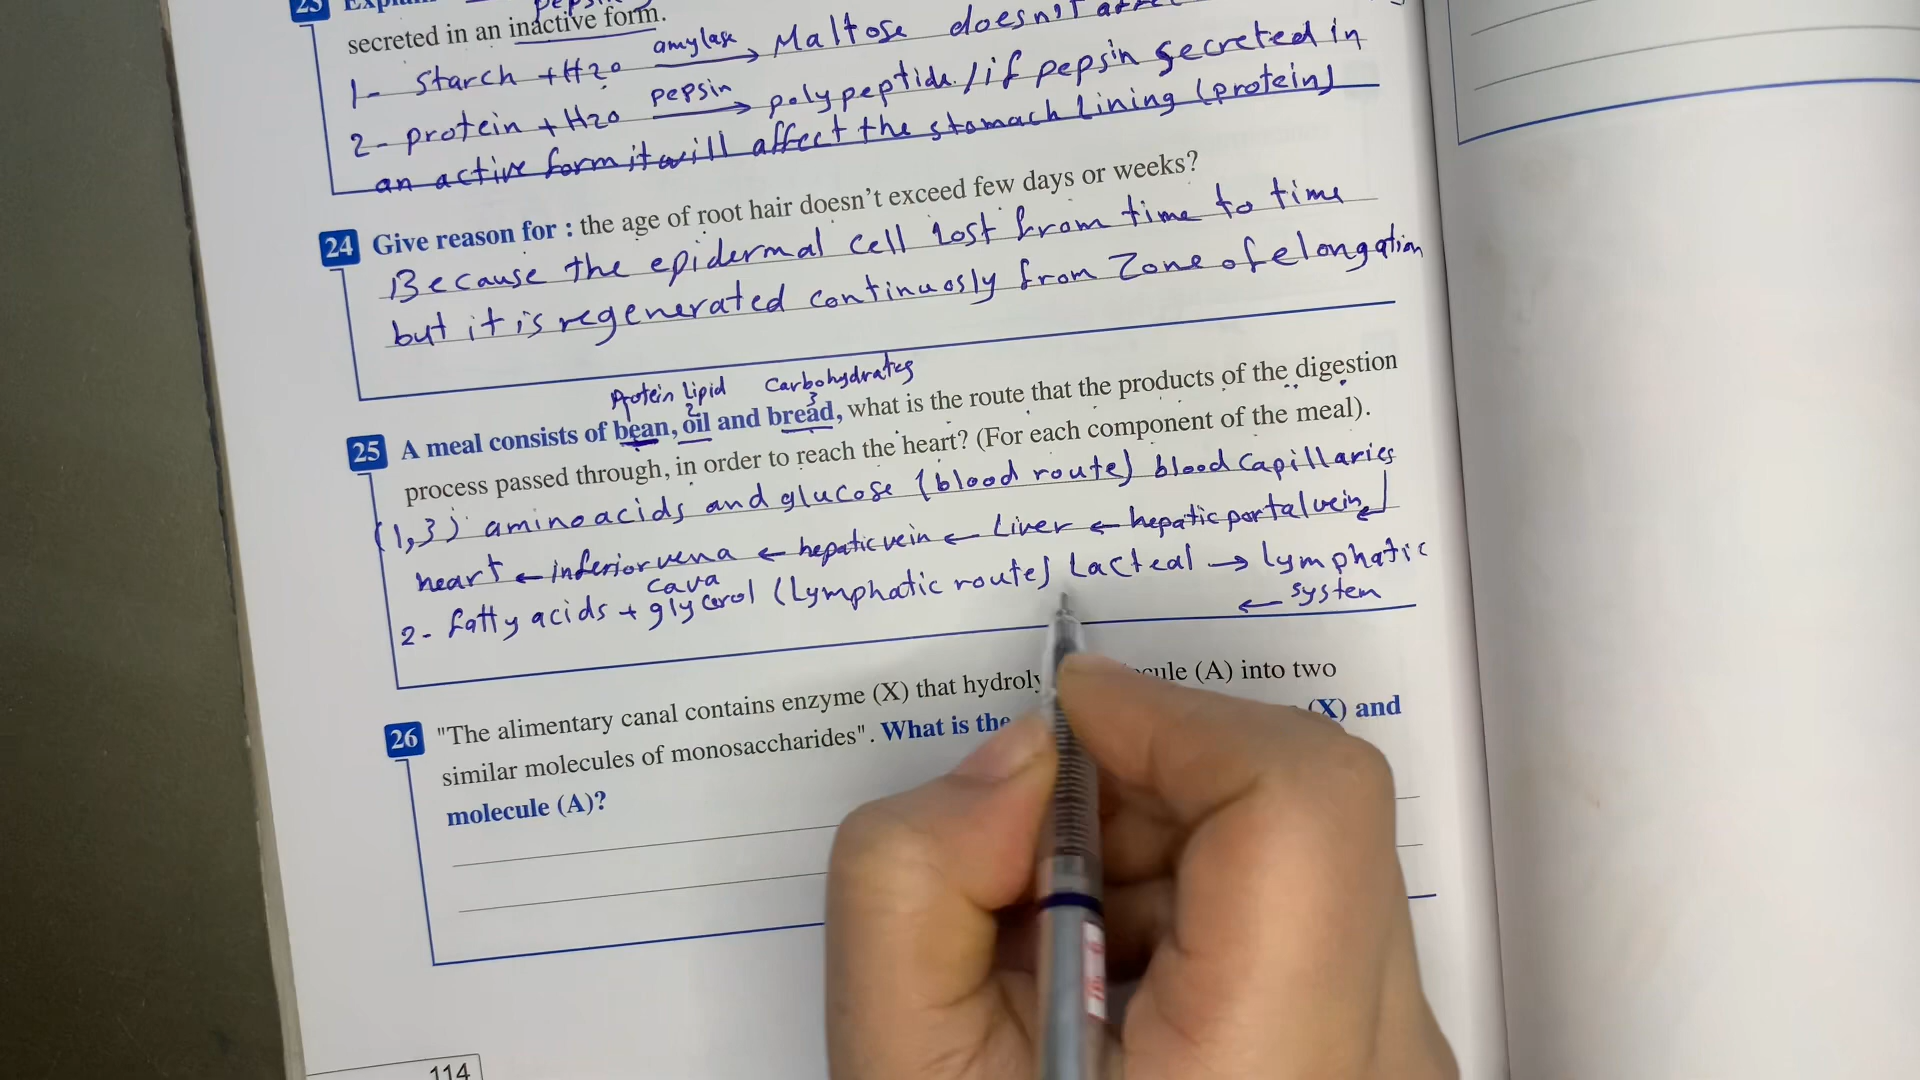 23
secreted in an inactive form.
1- Starch + H2O amylase → Maltose doesn't
2- protein + H2O pepsin → polypeptide / if pepsin secreted in
an active form it will affect the stomach Lining (protein)
24 Give reason for : the age of root hair doesn't exceed few days or weeks?
Because the epidermal cell Lost from time to time
but it is regenerated continuosly from Zone of elongation
Protein Lipid Carbohydrates
2 3
25 A meal consists of bean, oil and bread, what is the route that the products of the digestion
process passed through, in order to reach the heart? (For each component of the meal).
(1,3) amino acids and glucose (blood route) blood capillaries
heart ← inferior vena ← hepatic vein ← Liver ← hepatic portal vein ↵
cava
2- fatty acids + glycerol (Lymphatic route) Lacteal → Lymphatic
← system
26 "The alimentary canal contains enzyme (X) that (A) into two
similar molecules of monosaccharides". What is the (X) and
molecule (A)?
114